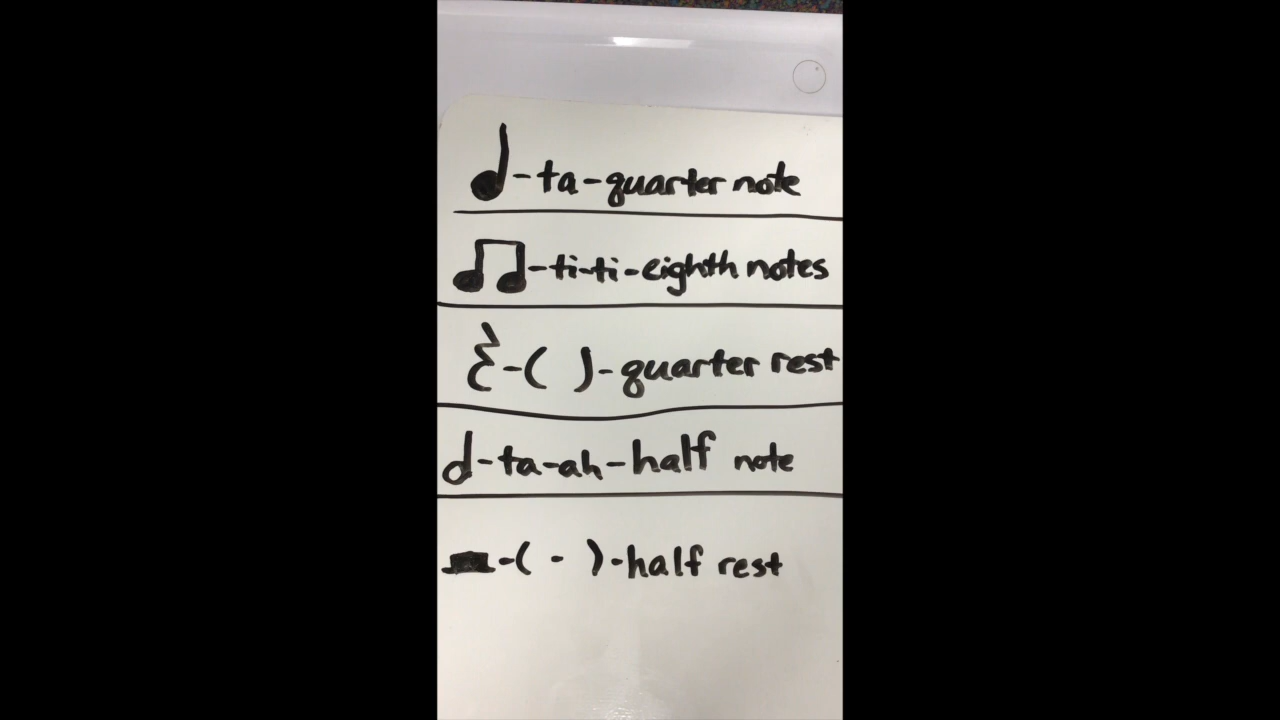 ♩-ta-quarter note
♫-ti-ti-eighth notes
𝄽-( )-quarter rest
𝅗𝅥-ta-ah-half note
𝄼-( - )-half rest